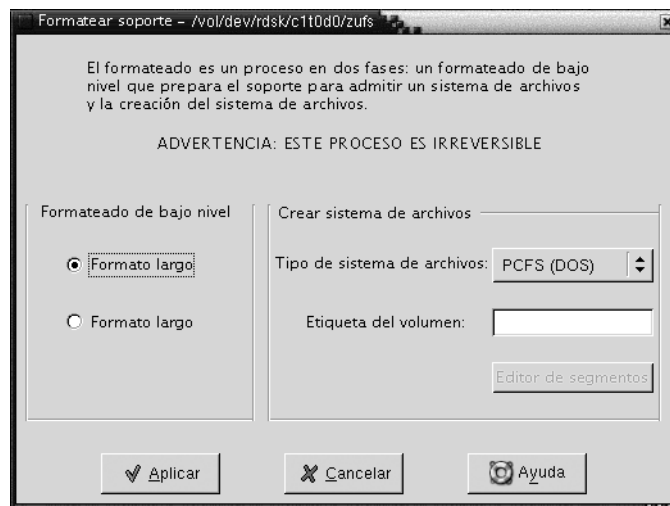 Formatear soporte – /vol/dev/rdsk/c1t0d0/zufs
El formateado es un proceso en dos fases: un formateado de bajo
nivel que prepara el soporte para admitir un sistema de archivos
y la creación del sistema de archivos.
ADVERTENCIA: ESTE PROCESO ES IRREVERSIBLE
Formateado de bajo nivel
Formato largo
Formato largo
Crear sistema de archivos
Tipo de sistema de archivos: PCFS (DOS)
Etiqueta del volumen:
Editor de segmentos
Aplicar
Cancelar
Ayuda